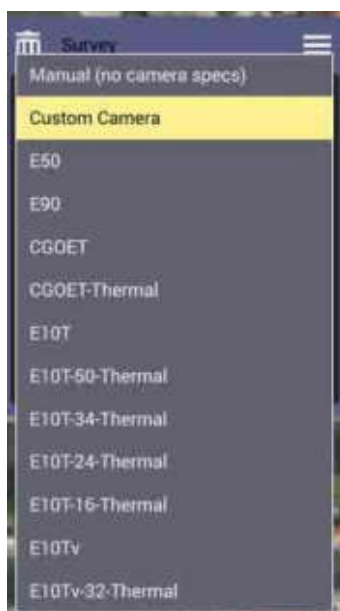 Survey
Manual (no camera specs)
Custom Camera
E50
E90
CGOET
CGOET-Thermal
E10T
E10T-50-Thermal
E10T-34-Thermal
E10T-24-Thermal
E10T-16-Thermal
E10Tv
E10Tv-32-Thermal